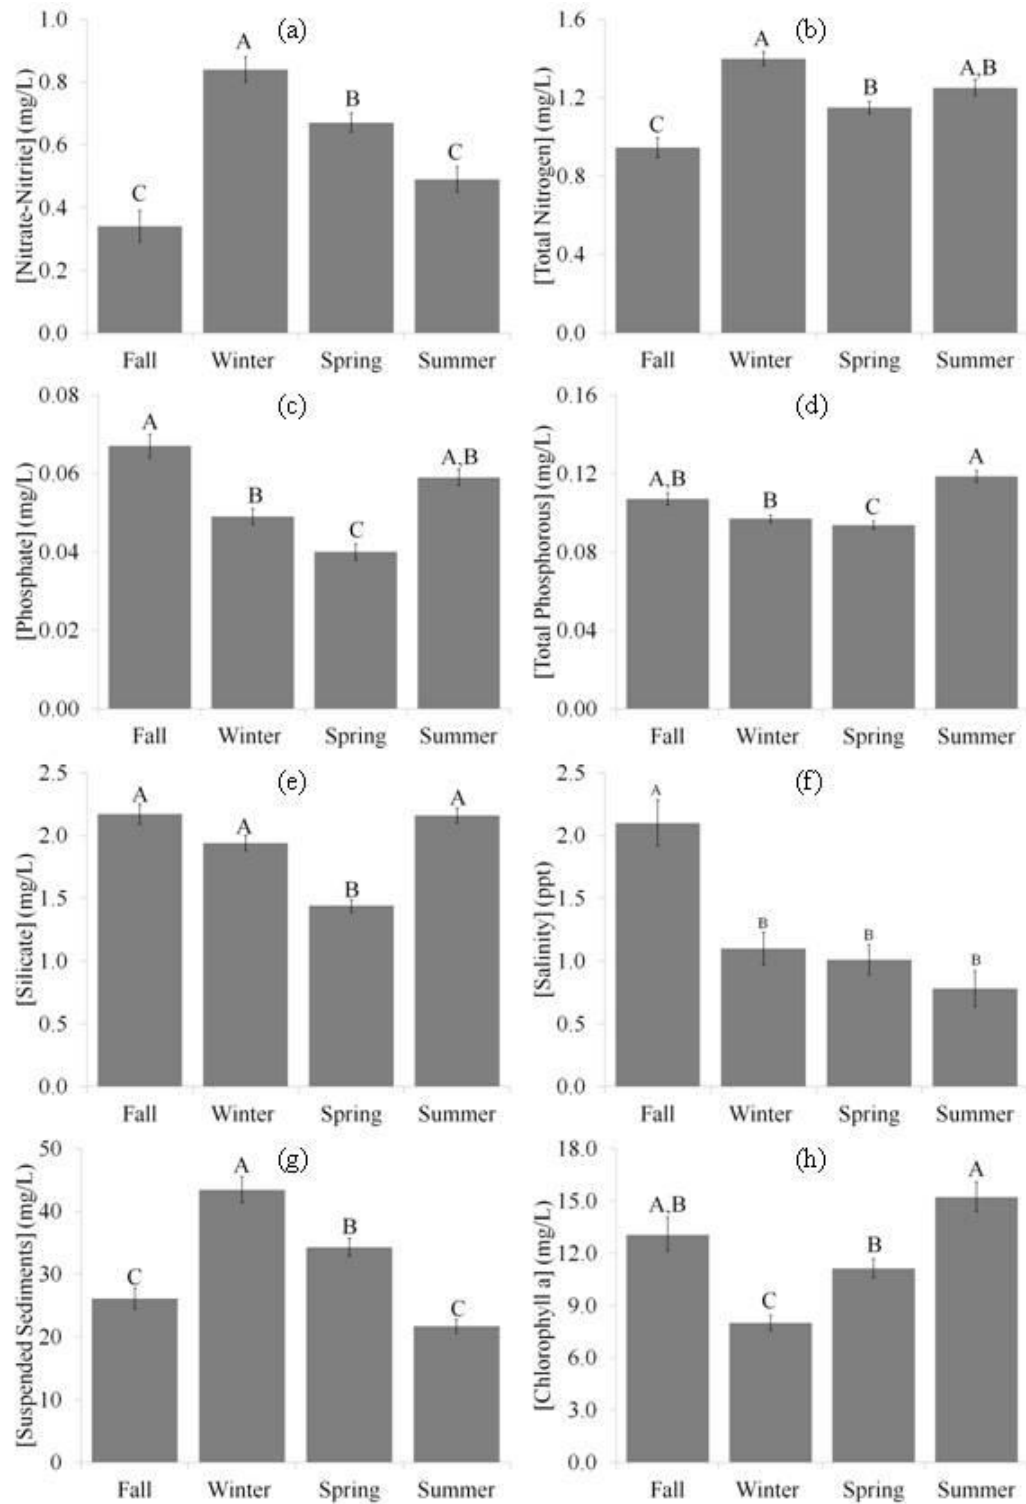 (a)
[Nitrate-Nitrite] (mg/L)
1.0
0.8
0.6
0.4
0.2
0.0
C
A
B
C
Fall Winter Spring Summer
(b)
[Total Nitrogen] (mg/L)
1.6
1.2
0.8
0.4
0.0
C
A
B
A,B
Fall Winter Spring Summer
(c)
[Phosphate] (mg/L)
0.08
0.06
0.04
0.02
0.00
A
B
C
A,B
Fall Winter Spring Summer
(d)
[Total Phosphorous] (mg/L)
0.16
0.12
0.08
0.04
0.00
A,B
B
C
A
Fall Winter Spring Summer
(e)
[Silicate] (mg/L)
2.5
2.0
1.5
1.0
0.5
0.0
A
A
B
A
Fall Winter Spring Summer
(f)
[Salinity] (ppt)
2.5
2.0
1.5
1.0
0.5
0.0
A
B
B
B
Fall Winter Spring Summer
(g)
[Suspended Sediments] (mg/L)
50
40
30
20
10
0
C
A
B
C
Fall Winter Spring Summer
(h)
[Chlorophyll a] (mg/L)
18.0
15.0
12.0
9.0
6.0
3.0
0.0
A,B
C
B
A
Fall Winter Spring Summer